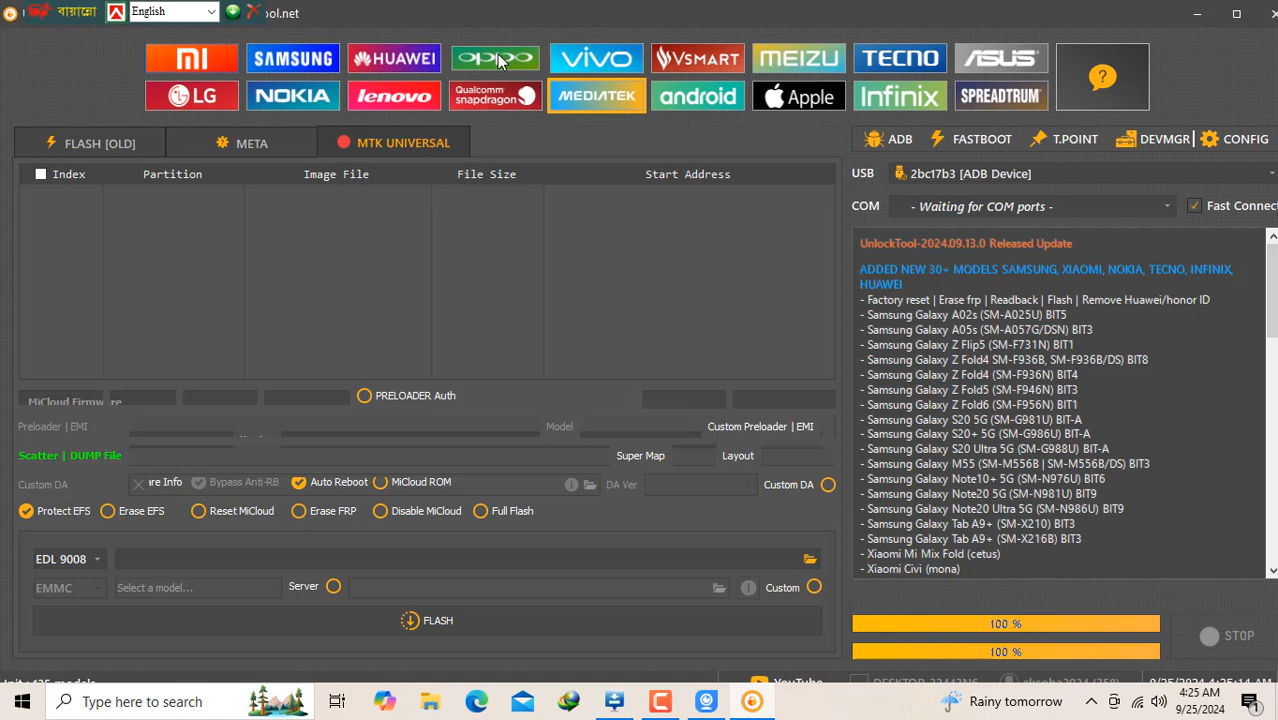 বায়ান্নো English tool.net
MI SAMSUNG HUAWEI oppo vivo VSMART MEIZU TECNO ASUS
LG NOKIA lenovo Qualcomm snapdragon MEDIATEK android Apple Infinix SPREADTRUM ?
FLASH [OLD] META MTK UNIVERSAL
ADB FASTBOOT T.POINT DEVMGR CONFIG
Index Partition Image File File Size Start Address
USB 2bc17b3 [ADB Device]
COM - Waiting for COM ports - Fast Connect
UnlockTool-2024.09.13.0 Released Update
ADDED NEW 30+ MODELS SAMSUNG, XIAOMI, NOKIA, TECNO, INFINIX,
HUAWEI
- Factory reset | Erase frp | Readback | Flash | Remove Huawei/honor ID
- Samsung Galaxy A02s (SM-A025U) BIT5
- Samsung Galaxy A05s (SM-A057G/DSN) BIT3
- Samsung Galaxy Z Flip5 (SM-F731N) BIT1
- Samsung Galaxy Z Fold4 SM-F936B, SM-F936B/DS) BIT8
- Samsung Galaxy Z Fold4 (SM-F936N) BIT4
- Samsung Galaxy Z Fold5 (SM-F946N) BIT3
- Samsung Galaxy Z Fold6 (SM-F956N) BIT1
- Samsung Galaxy S20 5G (SM-G981U) BIT-A
- Samsung Galaxy S20+ 5G (SM-G986U) BIT-A
- Samsung Galaxy S20 Ultra 5G (SM-G988U) BIT-A
- Samsung Galaxy M55 (SM-M556B | SM-M556B/DS) BIT3
- Samsung Galaxy Note10+ 5G (SM-N976U) BIT6
- Samsung Galaxy Note20 5G (SM-N981U) BIT9
- Samsung Galaxy Note20 Ultra 5G (SM-N986U) BIT9
- Samsung Galaxy Tab A9+ (SM-X210) BIT3
- Samsung Galaxy Tab A9+ (SM-X216B) BIT3
- Xiaomi Mi Mix Fold (cetus)
- Xiaomi Civi (mona)
MiCloud Firmware PRELOADER Auth
Preloader | EMI Model Custom Preloader | EMI
Scatter | DUMP File Super Map Layout
Custom DA are Info Bypass Anti-RB Auto Reboot MiCloud ROM DA Ver Custom DA
Protect EFS Erase EFS Reset MiCloud Erase FRP Disable MiCloud Full Flash
EDL 9008
EMMC Select a model... Server Custom
FLASH
100 %
100 %
STOP
YouTube
Type here to search
Rainy tomorrow
4:25 AM
9/25/2024
1